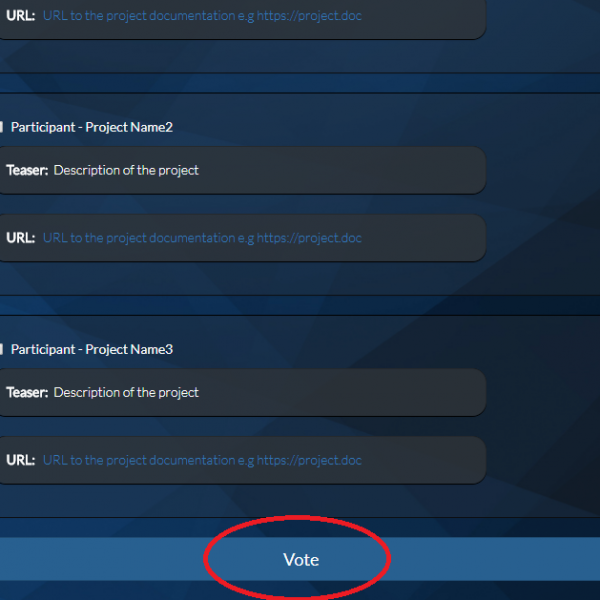 URL: URL to the project documentation e.g https://project.doc
Participant - Project Name2
Teaser: Description of the project
URL: URL to the project documentation e.g https://project.doc
Participant - Project Name3
Teaser: Description of the project
URL: URL to the project documentation e.g https://project.doc
Vote